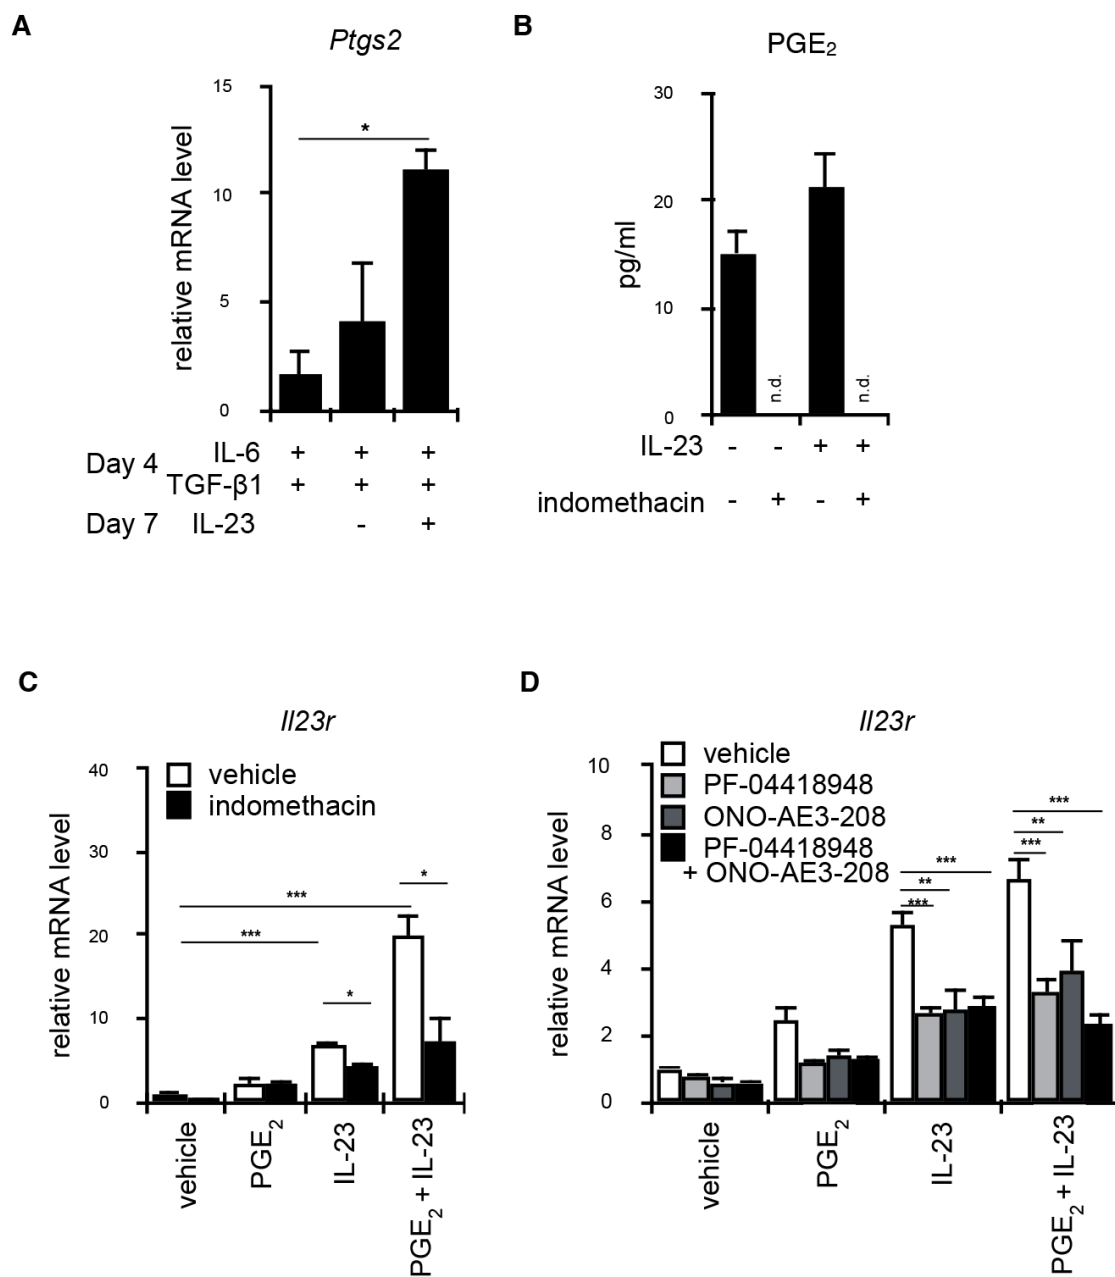 A
Ptgs2
15
10
5
0
relative mRNA level
*
Day 4
IL-6 + + +
TGF-β1 + + +
Day 7 IL-23 - +
B
PGE2
30
20
10
0
pg/ml
n.d.
n.d.
IL-23 - - + +
indomethacin - + - +
C
Il23r
40
30
20
10
0
relative mRNA level
vehicle
indomethacin
***
***
*
*
vehicle
PGE2
IL-23
PGE2 + IL-23
D
Il23r
10
8
6
4
2
0
relative mRNA level
vehicle
PF-04418948
ONO-AE3-208
PF-04418948
+ ONO-AE3-208
***
**
***
***
**
***
vehicle
PGE2
IL-23
PGE2 + IL-23